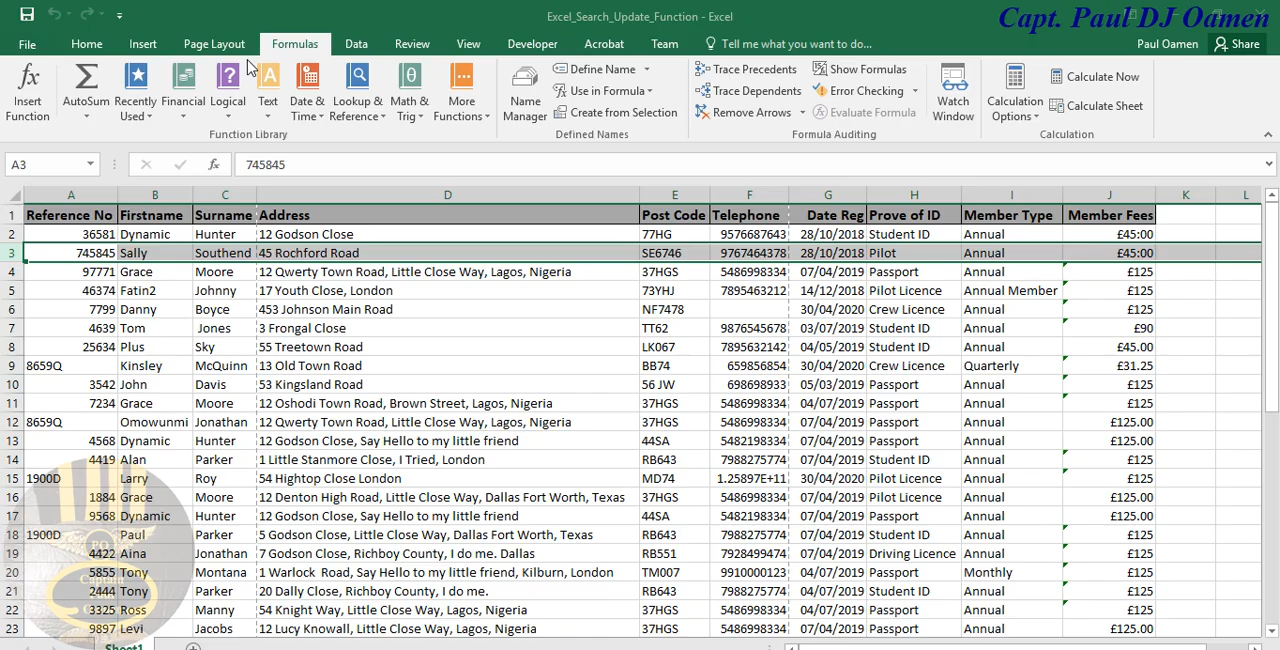 Excel_Search_Update_Function - Excel
Capt. Paul DJ Oamen
File Home Insert Page Layout Formulas Data Review View Developer Acrobat Team Tell me what you want to do... Paul Oamen Share
Insert Function AutoSum Recently Used Financial Logical Text Date & Time Lookup & Reference Math & Trig More Functions
Function Library
Name Manager Define Name Use in Formula Create from Selection
Defined Names
Trace Precedents Trace Dependents Remove Arrows Show Formulas Error Checking Evaluate Formula
Formula Auditing
Watch Window
Calculation Options Calculate Now Calculate Sheet
Calculation
A3 fx 745845
A B C D E F G H I J K L
1 Reference No Firstname Surname Address Post Code Telephone Date Reg Prove of ID Member Type Member Fees
2 36581 Dynamic Hunter 12 Godson Close 77HG 9576687643 28/10/2018 Student ID Annual £45:00
3 745845 Sally Southend 45 Rochford Road SE6746 9767464378 28/10/2018 Pilot Annual £45:00
4 97771 Grace Moore 12 Qwerty Town Road, Little Close Way, Lagos, Nigeria 37HGS 5486998334 07/04/2019 Passport Annual £125
5 46374 Fatin2 Johnny 17 Youth Close, London 73YHJ 7895463212 14/12/2018 Pilot Licence Annual Member £125
6 7799 Danny Boyce 453 Johnson Main Road NF7478 30/04/2020 Crew Licence Annual £125
7 4639 Tom Jones 3 Frongal Close TT62 9876545678 03/07/2019 Student ID Annual £90
8 25634 Plus Sky 55 Treetown Road LK067 7895632142 04/05/2019 Student ID Annual £45.00
9 8659Q Kinsley McQuinn 13 Old Town Road BB74 659856854 30/04/2020 Crew Licence Quarterly £31.25
10 3542 John Davis 53 Kingsland Road 56 JW 698698933 05/03/2019 Passport Annual £125
11 7234 Grace Moore 12 Oshodi Town Road, Brown Street, Lagos, Nigeria 37HGS 5486998334 07/04/2019 Passport Annual £125
12 8659Q Omowunmi Jonathan 12 Qwerty Town Road, Little Close Way, Lagos, Nigeria 37HGS 5486998334 07/04/2019 Passport Annual £125.00
13 4568 Dynamic Hunter 12 Godson Close, Say Hello to my little friend 44SA 5482198334 07/04/2019 Passport Annual £125.00
14 4419 Alan Parker 1 Little Stanmore Close, I Tried, London RB643 7988275774 07/04/2019 Student ID Annual £125
15 1900D Larry Roy 54 Hightop Close London MD74 1.25897E+11 30/04/2020 Pilot Licence Annual £125
16 1884 Grace Moore 12 Denton High Road, Little Close Way, Dallas Fort Worth, Texas 37HGS 5486998334 07/04/2019 Passport Annual £125.00
17 9568 Dynamic Hunter 12 Godson Close, Say Hello to my little friend 44SA 5482198334 07/04/2019 Passport Annual £125.00
18 1900D Paul Parker 5 Godson Close, Little Close Way, Dallas Fort Worth, Texas RB643 7988275774 07/04/2019 Student ID Annual £125
19 4422 Aina Jonathan 7 Godson Close, Richboy County, I do me. Dallas RB551 7928499474 07/04/2019 Driving Licence Annual £125
20 5855 Tony Montana 1 Warlock Road, Say Hello to my little friend, Kilburn, London TM007 9910000123 04/07/2019 Passport Monthly £125
21 2444 Tony Parker 20 Dally Close, Richboy County, I do me. RB643 7988275774 07/04/2019 Student ID Annual £125
22 3325 Ross Manny 54 Knight Way, Little Close Way, Lagos, Nigeria 37HGS 5486998334 07/04/2019 Passport Annual £125
23 9897 Levi Jacobs 12 Lucy Knowall, Little Close Way, Lagos, Nigeria 37HGS 5486998334 07/04/2019 Passport Annual £125.00
PO
Captain
Sheet1